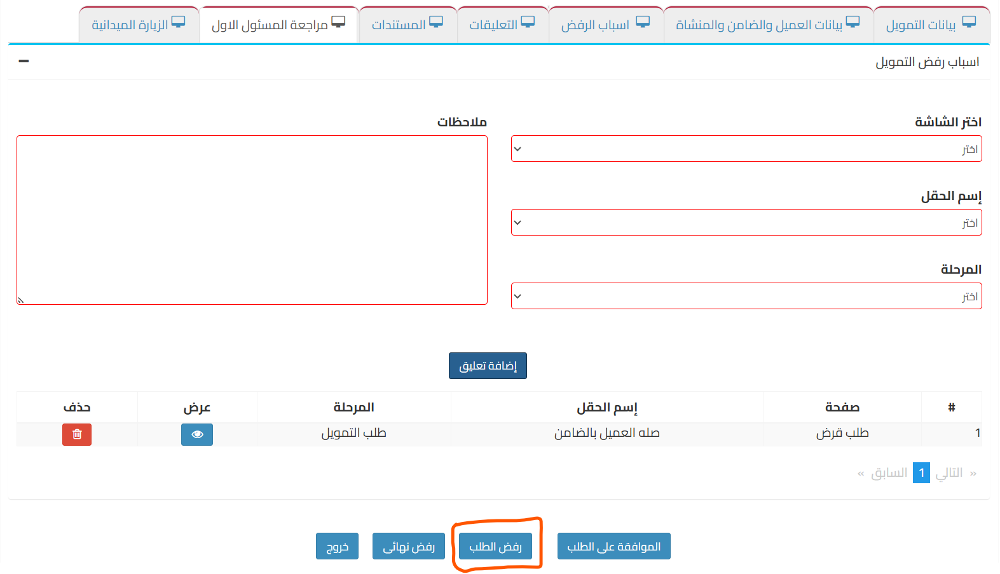 بيانات التمويل
بيانات العميل والضامن والمنشاة
اسباب الرفض
التعليقات
المستندات
مراجعة المسئول الاول
الزيارة الميدانية
اسباب رفض التمويل
اختر الشاشة
اختر
إسم الحقل
اختر
المرحلة
اختر
ملاحظات
إضافة تعليق
# صفحة إسم الحقل المرحلة عرض حذف
1 طلب قرض صله العميل بالضامن طلب التمويل
« التالي 1 السابق »
الموافقة على الطلب
رفض الطلب
رفض نهائى
خروج